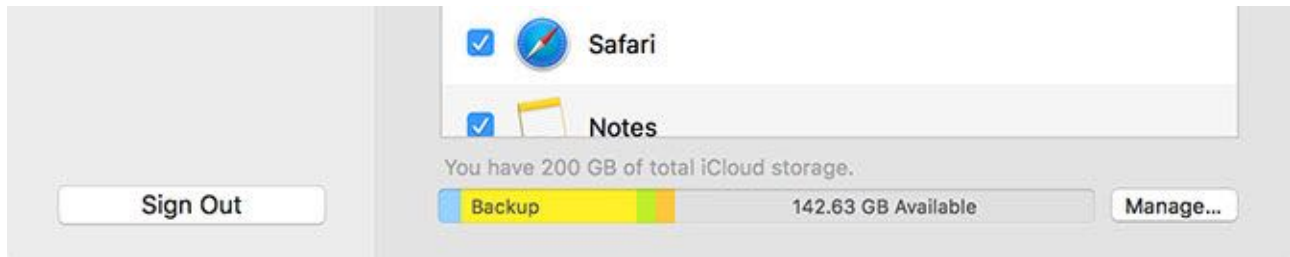 Safari
Notes
You have 200 GB of total iCloud storage.
Sign Out
Backup
142.63 GB Available
Manage...